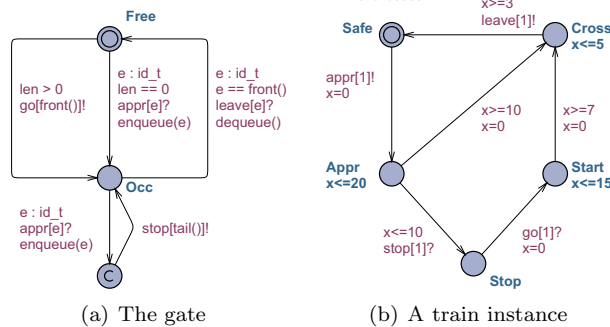 Free
len > 0
go[front()]!
e : id_t
len == 0
appr[e]?
enqueue(e)
e : id_t
e == front()
leave[e]?
dequeue()
Occ
e : id_t
appr[e]?
enqueue(e)
stop[tail()]!
C
(a) The gate
x>=3
leave[1]!
Safe
Cross
x<=5
appr[1]!
x=0
x>=10
x=0
x>=7
x=0
Appr
x<=20
Start
x<=15
x<=10
stop[1]?
go[1]?
x=0
Stop
(b) A train instance